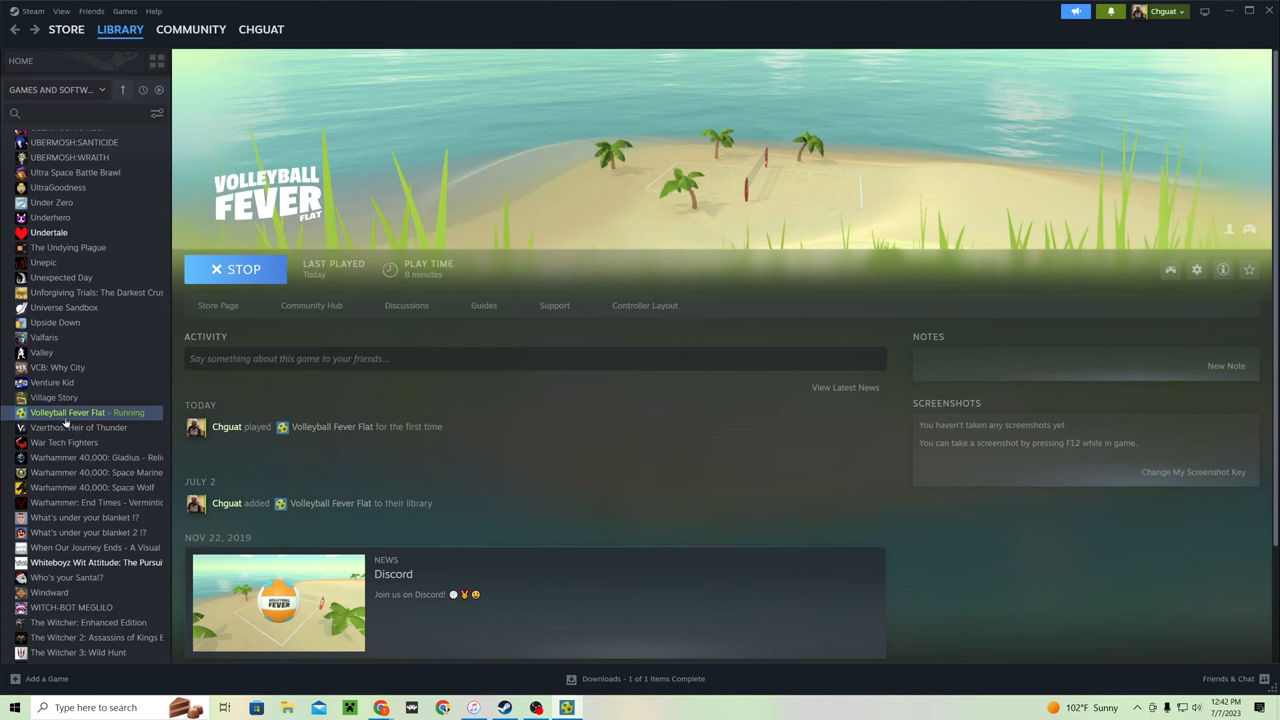 Steam View Friends Games Help
Chguat
STORE LIBRARY COMMUNITY CHGUAT
HOME
GAMES AND SOFTW...
UBERMOSH:SANTICIDE
UBERMOSH:WRAITH
Ultra Space Battle Brawl
UltraGoodness
Under Zero
Underhero
Undertale
The Undying Plague
Unepic
Unexpected Day
Unforgiving Trials: The Darkest Crus
Universe Sandbox
Upside Down
Valfaris
Valley
VCB: Why City
Venture Kid
Village Story
Volleyball Fever Flat - Running
Vzerthos: Heir of Thunder
War Tech Fighters
Warhammer 40,000: Gladius - Reli
Warhammer 40,000: Space Marine
Warhammer 40,000: Space Wolf
Warhammer: End Times - Vermintid
What's under your blanket !?
What's under your blanket 2 !?
When Our Journey Ends - A Visual
Whiteboyz Wit Attitude: The Pursui
Who's your Santa!?
Windward
WITCH-BOT MEGLILO
The Witcher: Enhanced Edition
The Witcher 2: Assassins of Kings E
The Witcher 3: Wild Hunt
Add a Game
VOLLEYBALL
FEVER
FLAT
STOP
LAST PLAYED
Today
PLAY TIME
8 minutes
Store Page Community Hub Discussions Guides Support Controller Layout
ACTIVITY
Say something about this game to your friends...
View Latest News
TODAY
Chguat played Volleyball Fever Flat for the first time
JULY 2
Chguat added Volleyball Fever Flat to their library
NOV 22, 2019
VOLLEYBALL
FEVER
NEWS
Discord
Join us on Discord!
NOTES
New Note
SCREENSHOTS
You haven't taken any screenshots yet
You can take a screenshot by pressing F12 while in game.
Change My Screenshot Key
Downloads - 1 of 1 Items Complete
Friends & Chat
Type here to search
102°F Sunny
12:42 PM
7/7/2023